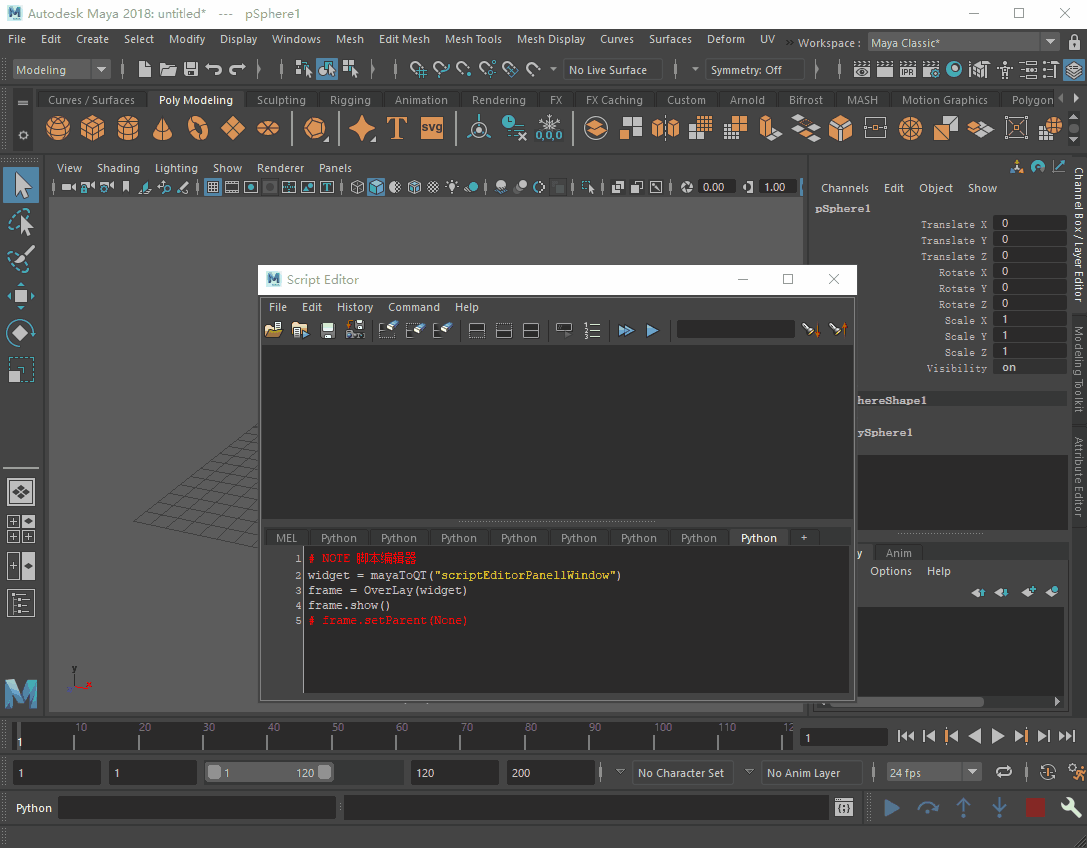 Autodesk Maya 2018: untitled* --- pSphere1
File Edit Create Select Modify Display Windows Mesh Edit Mesh Mesh Tools Mesh Display Curves Surfaces Deform UV Workspace : Maya Classic*
Modeling No Live Surface Symmetry: Off
Curves / Surfaces Poly Modeling Sculpting Rigging Animation Rendering FX FX Caching Custom Arnold Bifrost MASH Motion Graphics Polygon
T SVG 0,0,0
View Shading Lighting Show Renderer Panels
0.00 1.00
Channels Edit Object Show
pSphere1
Translate X 0
Translate Y 0
Translate Z 0
Rotate X 0
Rotate Y 0
Rotate Z 0
Scale X 1
Scale Y 1
Scale Z 1
Visibility on
hereShape1
ySphere1
Channel Box / Layer Editor
Modeling Toolkit
Attribute Editor
y Anim
Options Help
Script Editor
File Edit History Command Help
MEL Python Python Python Python Python Python Python Python +
1 # NOTE 脚本编辑器
2 widget = mayaToQT("scriptEditorPanel1Window")
3 frame = OverLay(widget)
4 frame.show()
5 # frame.setParent(None)
y
1 10 20 30 40 50 60 70 80 90 100 110 12 1
1 1 1 120 120 200 No Character Set No Anim Layer 24 fps
Python